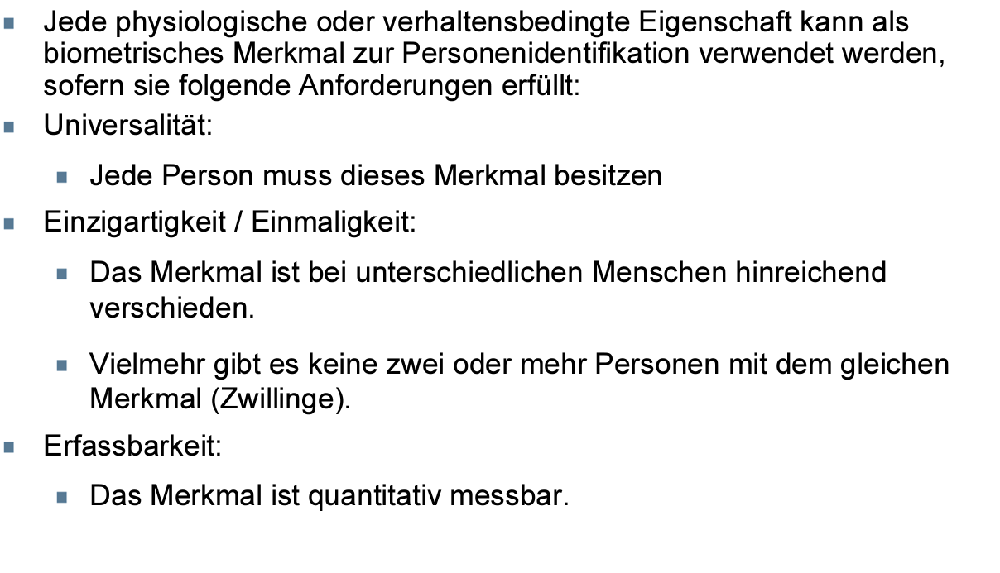 Jede physiologische oder verhaltensbedingte Eigenschaft kann als
biometrisches Merkmal zur Personenidentifikation verwendet werden,
sofern sie folgende Anforderungen erfüllt:
Universalität:
Jede Person muss dieses Merkmal besitzen
Einzigartigkeit / Einmaligkeit:
Das Merkmal ist bei unterschiedlichen Menschen hinreichend
verschieden.
Vielmehr gibt es keine zwei oder mehr Personen mit dem gleichen
Merkmal (Zwillinge).
Erfassbarkeit:
Das Merkmal ist quantitativ messbar.